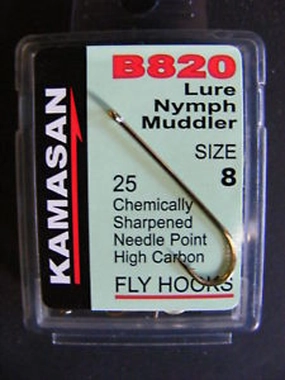 KAMASAN
B820
Lure
Nymph
Muddler
SIZE
8
25
Chemically
Sharpened
Needle Point
High Carbon
FLY HOOKS